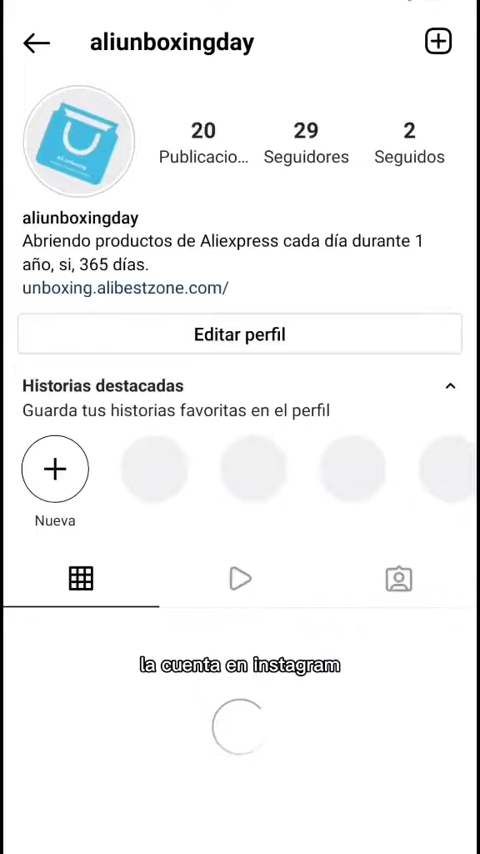 aliunboxingday
20
29
2
Publicacio...
Seguidores
Seguidos
aliunboxingday
Abriendo productos de Aliexpress cada día durante 1
año, si, 365 días.
unboxing.alibestzone.com/
Editar perfil
Historias destacadas
Guarda tus historias favoritas en el perfil
Nueva
la cuenta en instagram